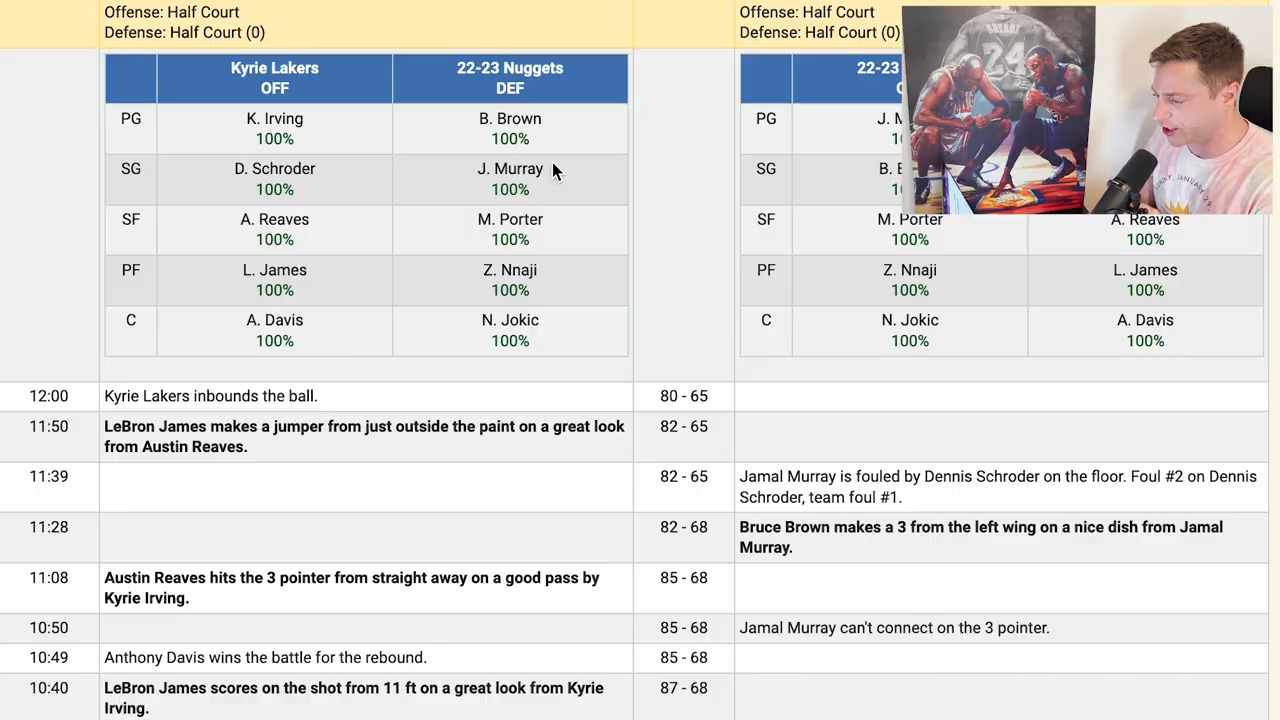 Offense: Half Court
Defense: Half Court (0)
Kyrie Lakers
OFF
22-23 Nuggets
DEF
PG
K. Irving
100%
B. Brown
100%
SG
D. Schroder
100%
J. Murray
100%
SF
A. Reaves
100%
M. Porter
100%
PF
L. James
100%
Z. Nnaji
100%
C
A. Davis
100%
N. Jokic
100%
Offense: Half Court
Defense: Half Court (0)
22-23
PG
J. M
SG
B. B
SF
M. Porter
100%
A. Reaves
100%
PF
Z. Nnaji
100%
L. James
100%
C
N. Jokic
100%
A. Davis
100%
24
SUNDAY, JANUARY 26,
12:00
Kyrie Lakers inbounds the ball.
80 - 65
11:50
LeBron James makes a jumper from just outside the paint on a great look
from Austin Reaves.
82 - 65
11:39
82 - 65
Jamal Murray is fouled by Dennis Schroder on the floor. Foul #2 on Dennis
Schroder, team foul #1.
11:28
82 - 68
Bruce Brown makes a 3 from the left wing on a nice dish from Jamal
Murray.
11:08
Austin Reaves hits the 3 pointer from straight away on a good pass by
Kyrie Irving.
85 - 68
10:50
85 - 68
Jamal Murray can't connect on the 3 pointer.
10:49
Anthony Davis wins the battle for the rebound.
85 - 68
10:40
LeBron James scores on the shot from 11 ft on a great look from Kyrie
Irving.
87 - 68